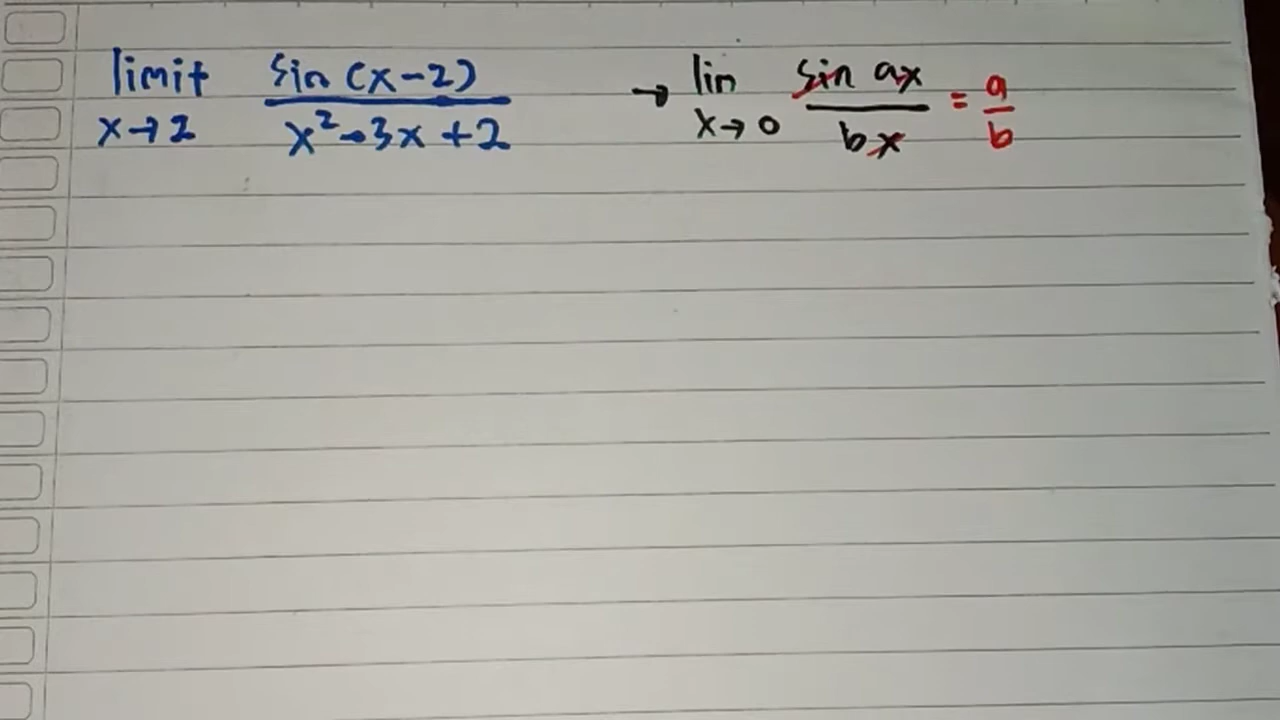 limit sin (x-2) / x²-3x+2 → lim sin ax / bx = a/b
x→2 x→0